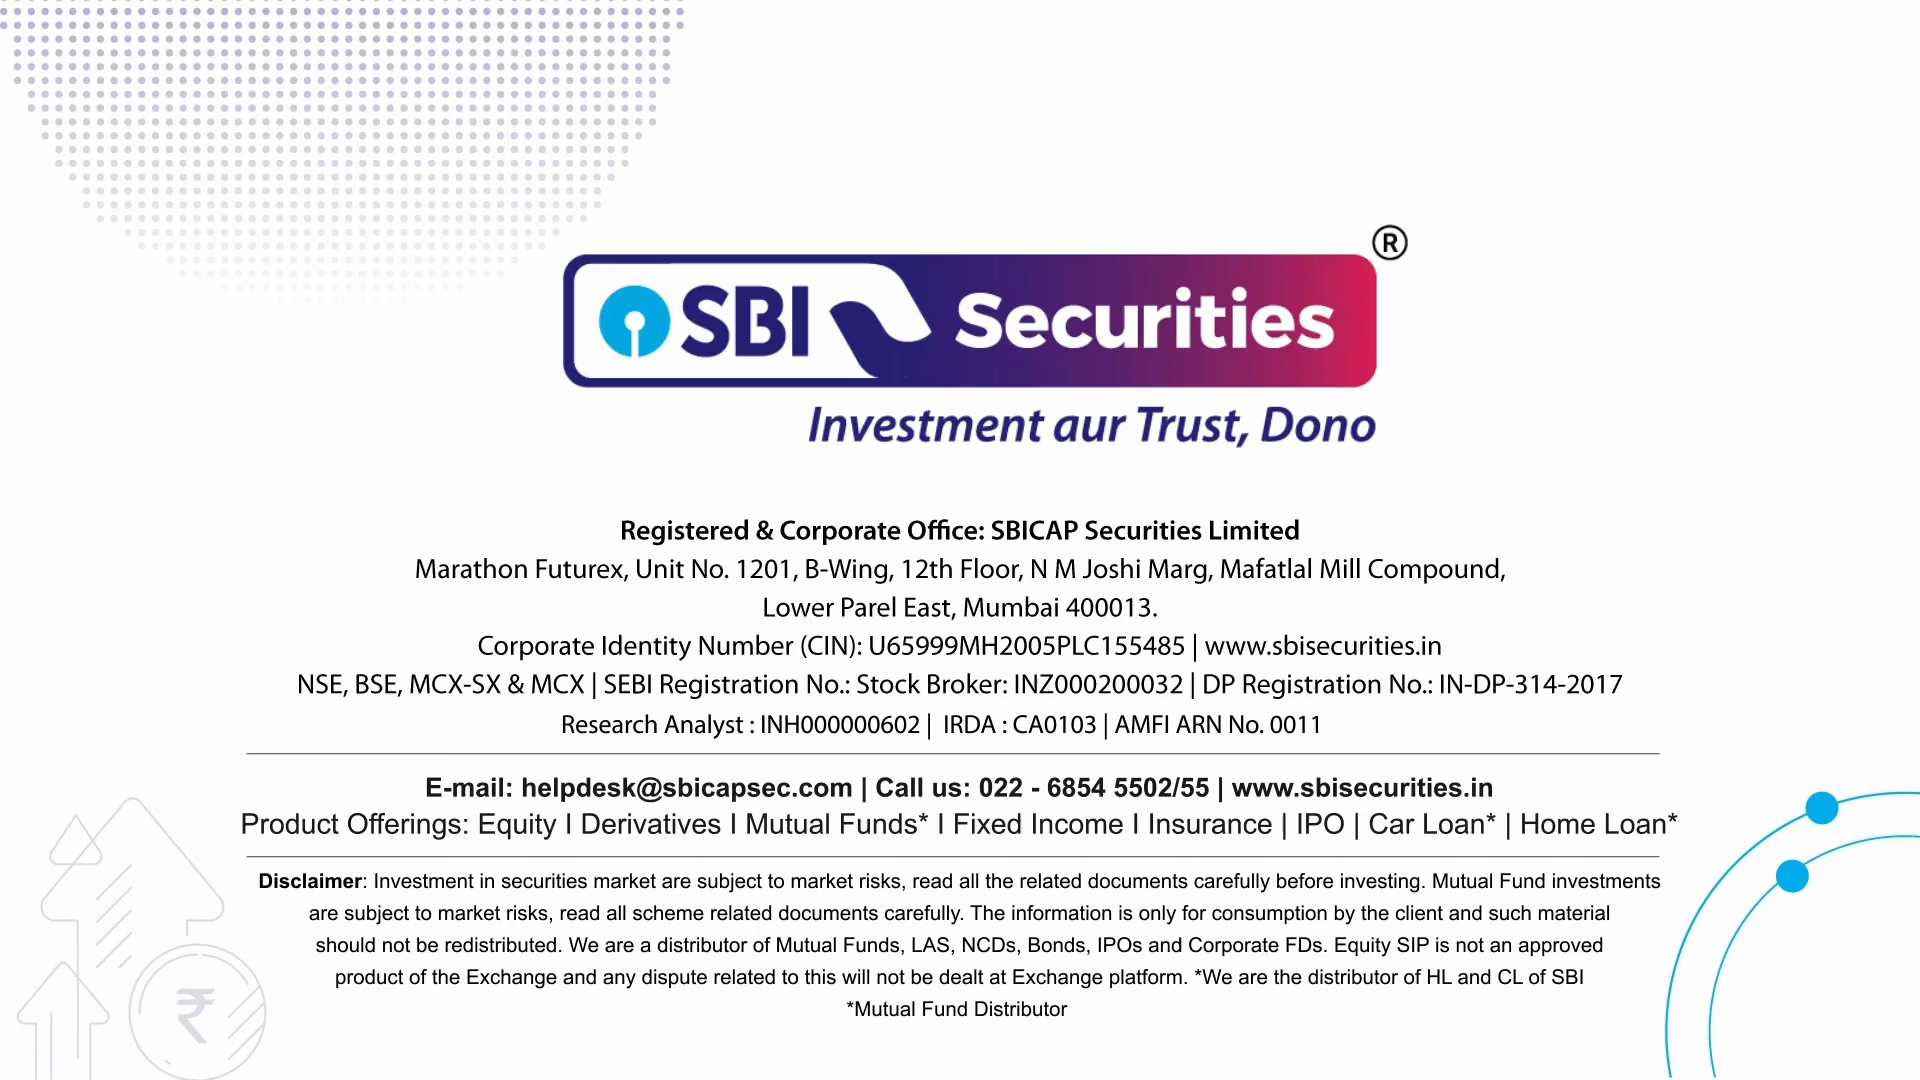 ®
SBI Securities
Investment aur Trust, Dono
Registered & Corporate Office: SBICAP Securities Limited
Marathon Futurex, Unit No. 1201, B-Wing, 12th Floor, N M Joshi Marg, Mafatlal Mill Compound,
Lower Parel East, Mumbai 400013.
Corporate Identity Number (CIN): U65999MH2005PLC155485 | www.sbisecurities.in
NSE, BSE, MCX-SX & MCX | SEBI Registration No.: Stock Broker: INZ000200032 | DP Registration No.: IN-DP-314-2017
Research Analyst : INH000000602 | IRDA : CA0103 | AMFI ARN No. 0011
E-mail: helpdesk@sbicapsec.com | Call us: 022 - 6854 5502/55 | www.sbisecurities.in
Product Offerings: Equity I Derivatives I Mutual Funds* I Fixed Income I Insurance | IPO | Car Loan* | Home Loan*
Disclaimer: Investment in securities market are subject to market risks, read all the related documents carefully before investing. Mutual Fund investments
are subject to market risks, read all scheme related documents carefully. The information is only for consumption by the client and such material
should not be redistributed. We are a distributor of Mutual Funds, LAS, NCDs, Bonds, IPOs and Corporate FDs. Equity SIP is not an approved
product of the Exchange and any dispute related to this will not be dealt at Exchange platform. *We are the distributor of HL and CL of SBI
*Mutual Fund Distributor
₹